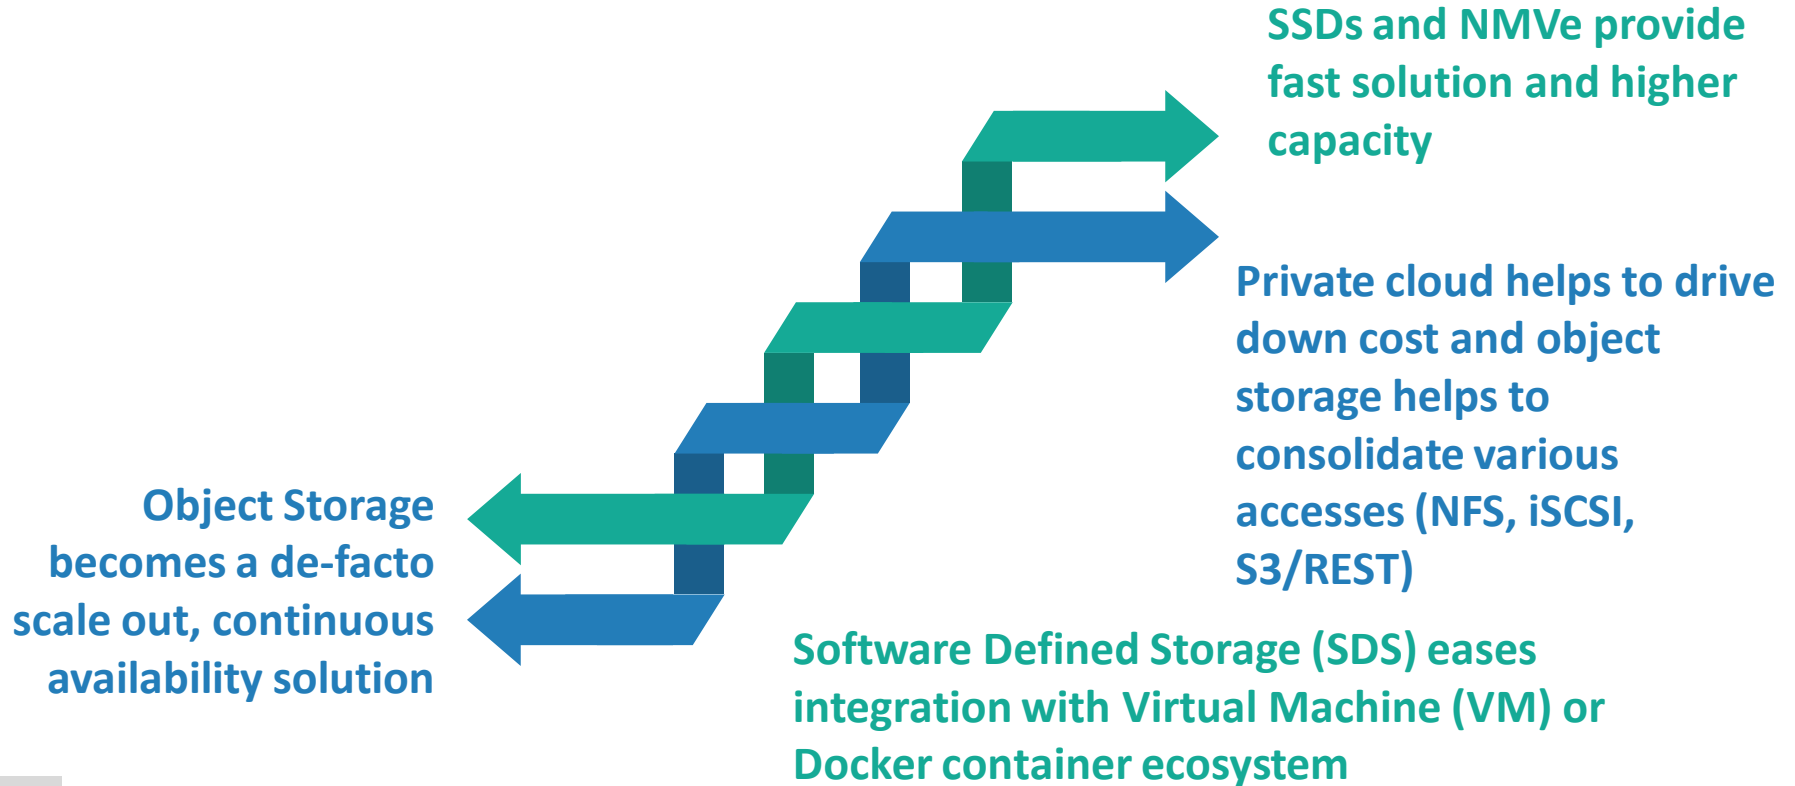 SSDs and NMVe provide
fast solution and higher
capacity
Private cloud helps to drive
down cost and object
storage helps to
consolidate various
accesses (NFS, iSCSI,
S3/REST)
Object Storage
becomes a de-facto
scale out, continuous
availability solution
Software Defined Storage (SDS) eases
integration with Virtual Machine (VM) or
Docker container ecosystem